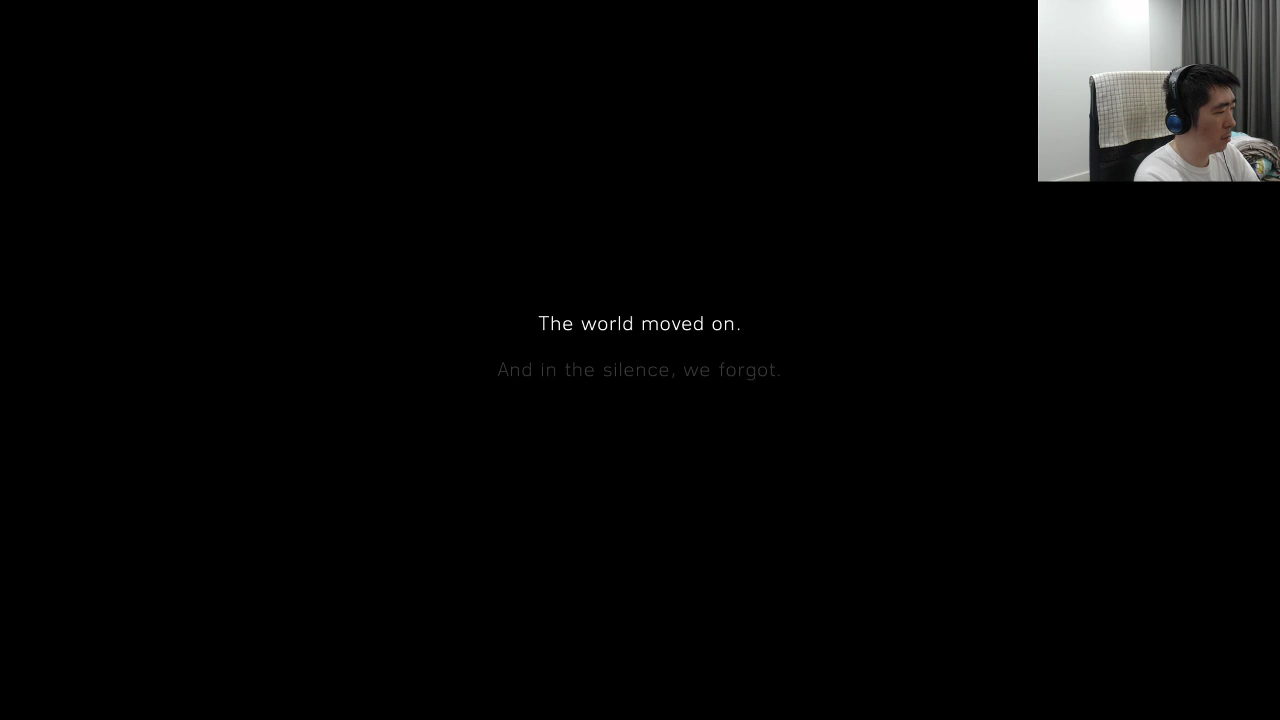 The world moved on.
And in the silence, we forgot.